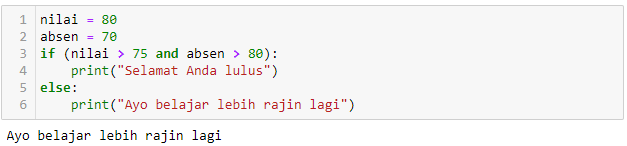 1 nilai = 80
2 absen = 70
3 if (nilai > 75 and absen > 80):
4     print("Selamat Anda lulus")
5 else:
6     print("Ayo belajar lebih rajin lagi")
Ayo belajar lebih rajin lagi